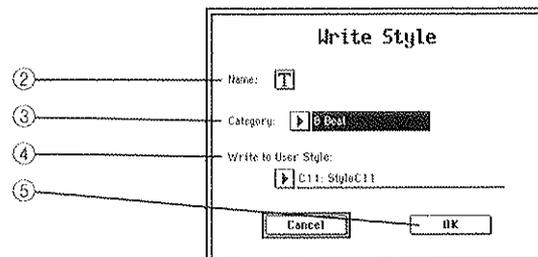 Write Style
② Name: T
③ Category: 8 Beat
④ Write to User Style:
C11: StyleC11
⑤ Cancel OK